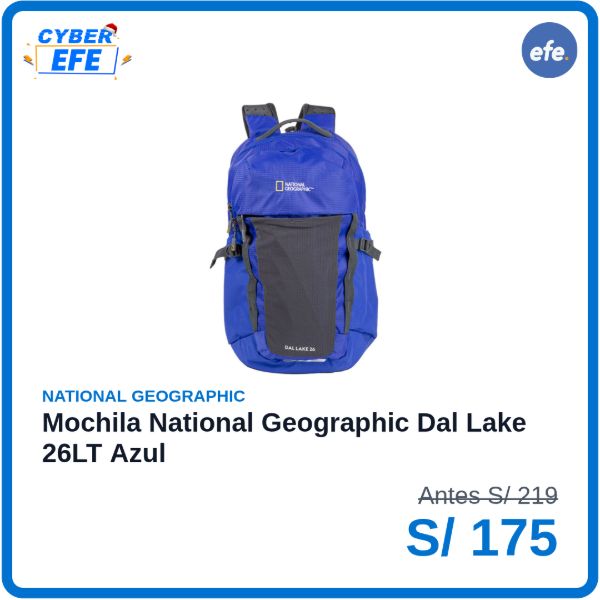 CYBER
EFE
efe.
NATIONAL
GEOGRAPHIC
DAL LAKE 26
NATIONAL GEOGRAPHIC
Mochila National Geographic Dal Lake
26LT Azul
Antes S/ 219
S/ 175